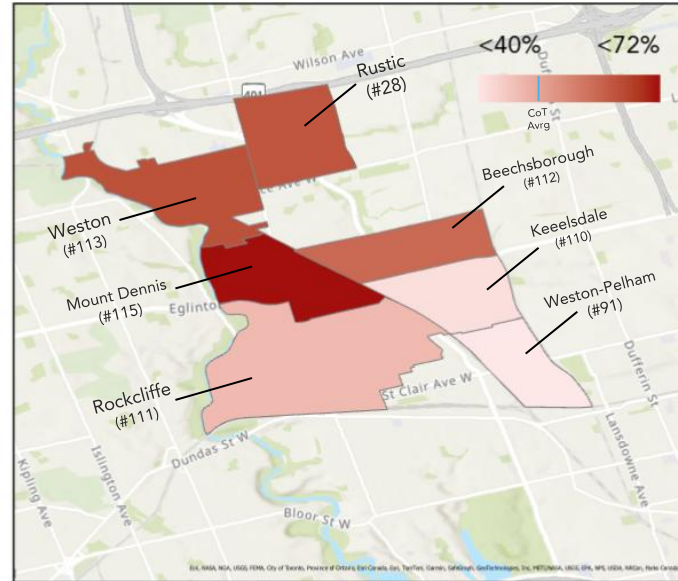 <40% <72%
CoT
Avrg
Wilson Ave
401
Rustic
(#28)
Beechsborough
(#112)
Weston
(#113)
Keeelsdale
(#110)
Mount Dennis
(#115)
Eglinto
Weston-Pelham
(#91)
Rockcliffe
(#111)
St Clair Ave W
Dufferin St
Lansdowne Ave
Dundas St W
Islington Ave
Kipling Ave
Bloor St W